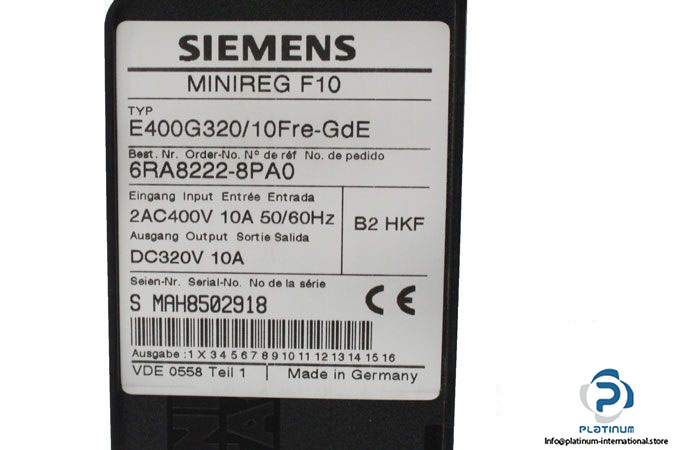 SIEMENS
MINIREG F10
TYP
E400G320/10Fre-GdE
Best. Nr. Order-No. N° de réf No. de pedido
6RA8222-8PA0
Eingang Input Entrée Entrada
2AC400V 10A 50/60Hz
Ausgang Output Sortie Salida
DC320V 10A
B2 HKF
Seien-Nr. Serial-No. No de la série
S MAH8502918
CE
Ausgabe :1 X 3 4 5 6 7 8 9 10 11 12 13 14 15 16
VDE 0558 Teil 1 Made in Germany
PLATINUM
Info@platinum-international.store